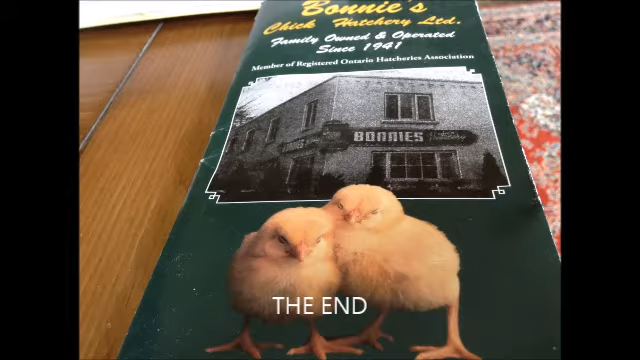 Bonnie's
Chick Hatchery Ltd.
Family Owned & Operated
Since 1941
Member of Registered Ontario Hatcheries Association
BONNIES
THE END